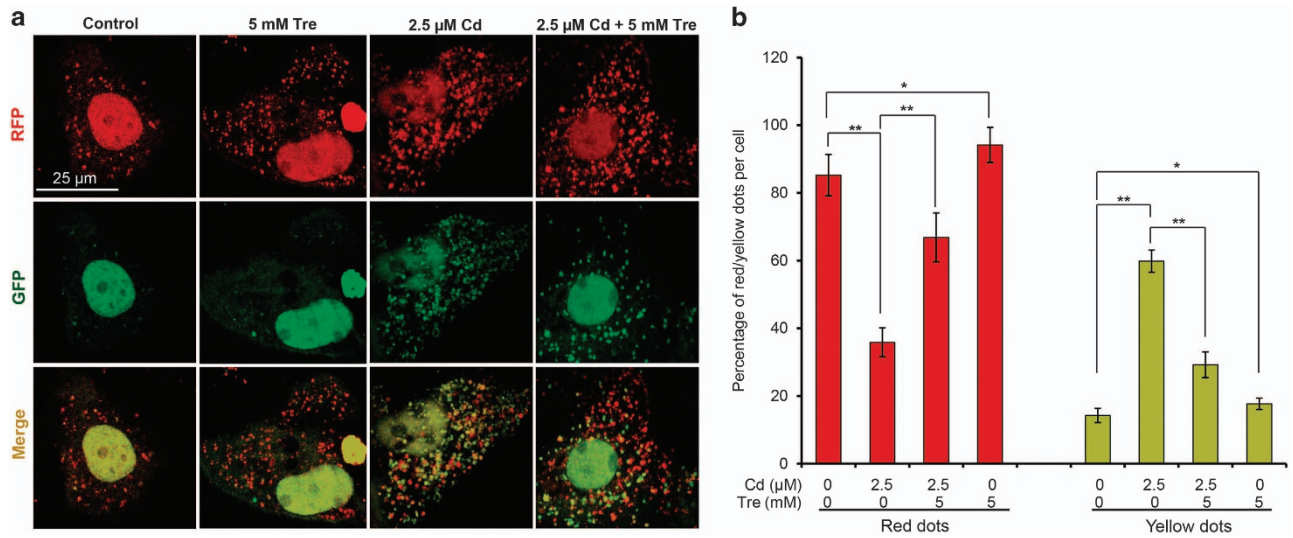 a
Control
5 mM Tre
2.5 µM Cd
2.5 µM Cd + 5 mM Tre
RFP
25 µm
GFP
Merge
b
Percentage of red/yellow dots per cell
120
100
80
60
40
20
0
*
**
**
*
**
**
Cd (µM) 0 2.5 2.5 0 0 2.5 2.5 0
Tre (mM) 0 0 5 5 0 0 5 5
Red dots Yellow dots